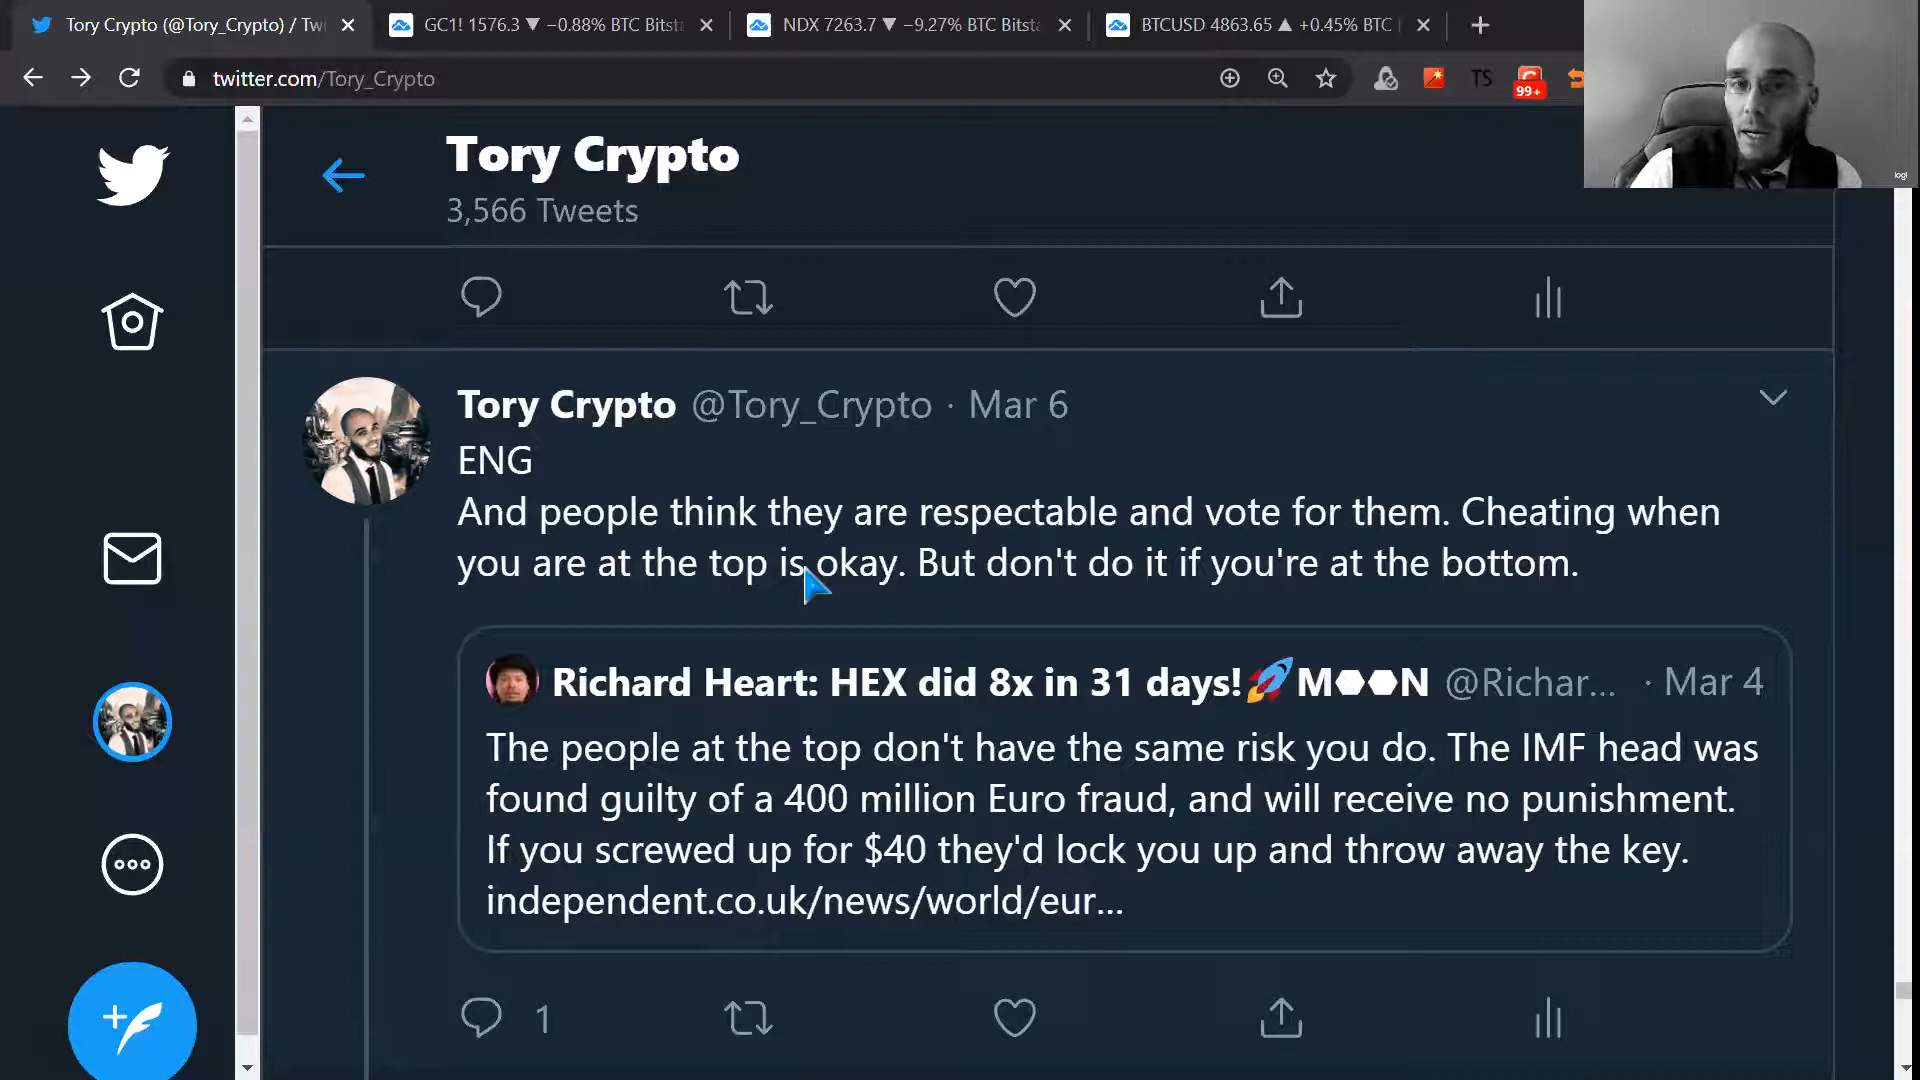 Tory Crypto (@Tory_Crypto) / Twi
GC1! 1576.3 ▼ −0.88% BTC Bitsta
NDX 7263.7 ▼ −9.27% BTC Bitsta
BTCUSD 4863.65 ▲ +0.45% BTC
twitter.com/Tory_Crypto
TS
99+
logi
Tory Crypto
3,566 Tweets
Tory Crypto @Tory_Crypto · Mar 6
ENG
And people think they are respectable and vote for them. Cheating when
you are at the top is okay. But don't do it if you're at the bottom.
Richard Heart: HEX did 8x in 31 days!🚀M⬣⬣N @Richar... · Mar 4
The people at the top don't have the same risk you do. The IMF head was
found guilty of a 400 million Euro fraud, and will receive no punishment.
If you screwed up for $40 they'd lock you up and throw away the key.
independent.co.uk/news/world/eur...
1